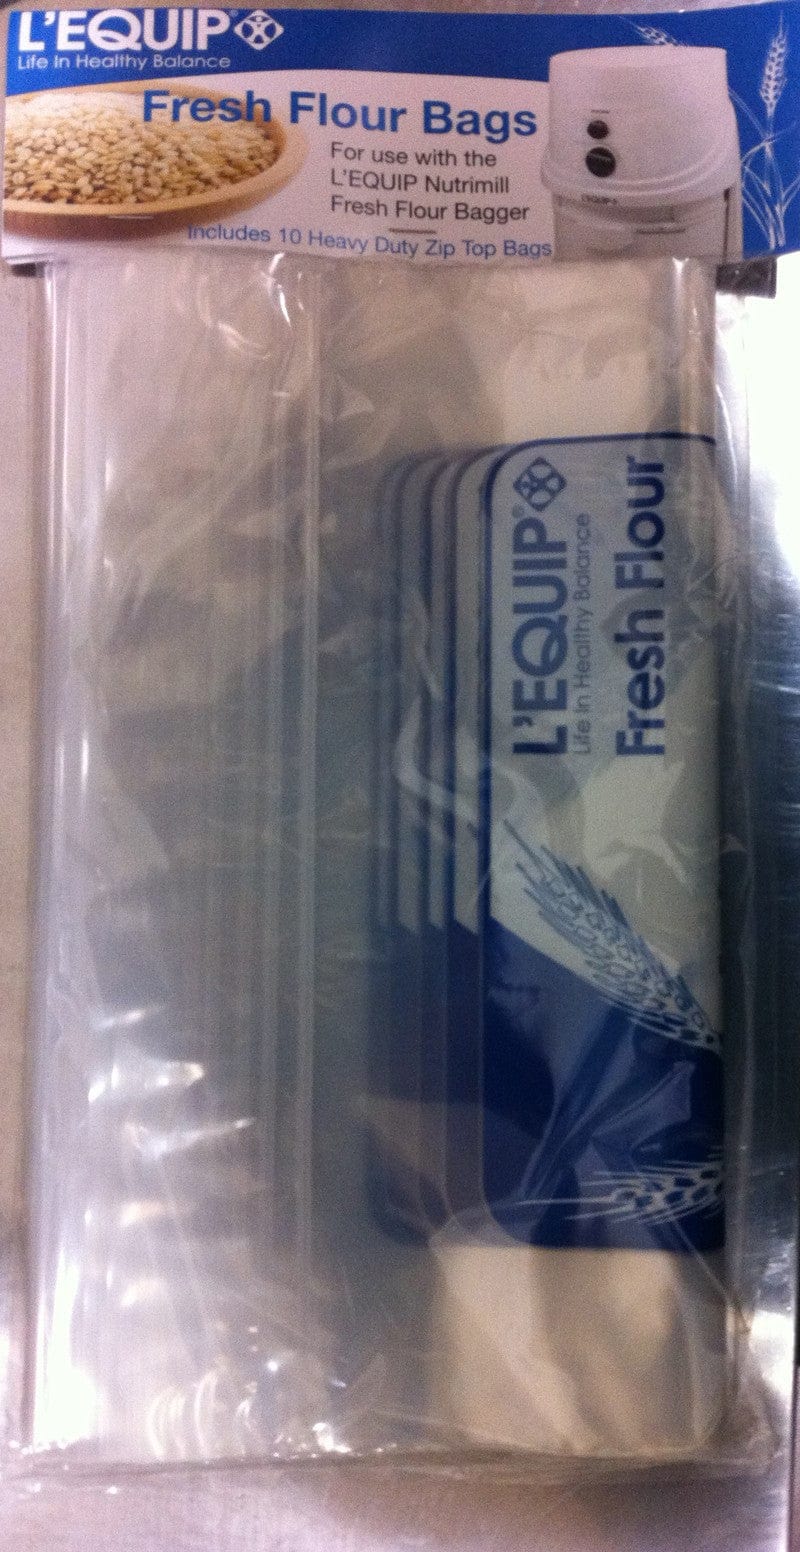 L'EQUIP®
Life In Healthy Balance
Fresh Flour Bags
For use with the
L'EQUIP Nutrimill
Fresh Flour Bagger
Includes 10 Heavy Duty Zip Top Bags
L'EQUIP®
Life In Healthy Balance
Fresh Flour